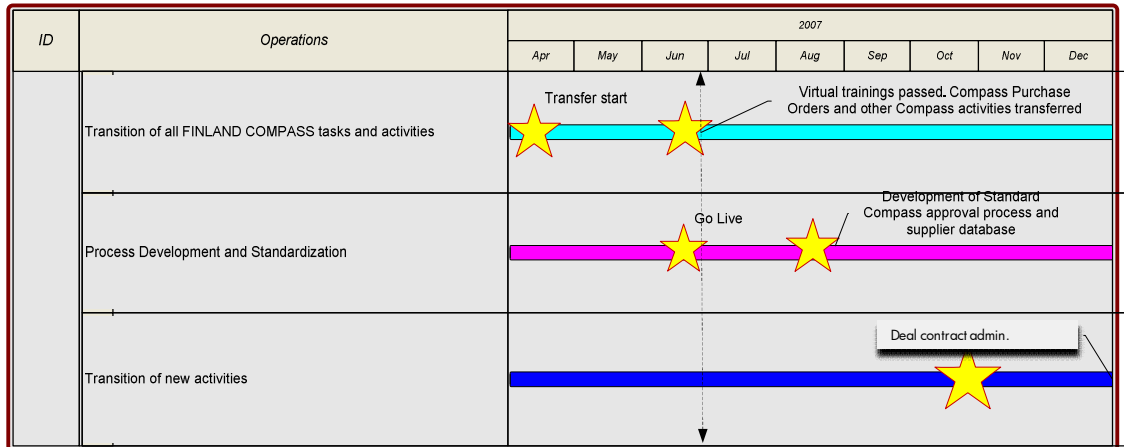 ID
Operations
2007
Apr
May
Jun
Jul
Aug
Sep
Oct
Nov
Dec
Transition of all FINLAND COMPASS tasks and activities
Transfer start
Virtual trainings passed. Compass Purchase
Orders and other Compass activities transferred
Process Development and Standardization
Go Live
Development of Standard
Compass approval process and
supplier database
Transition of new activities
Deal contract admin.